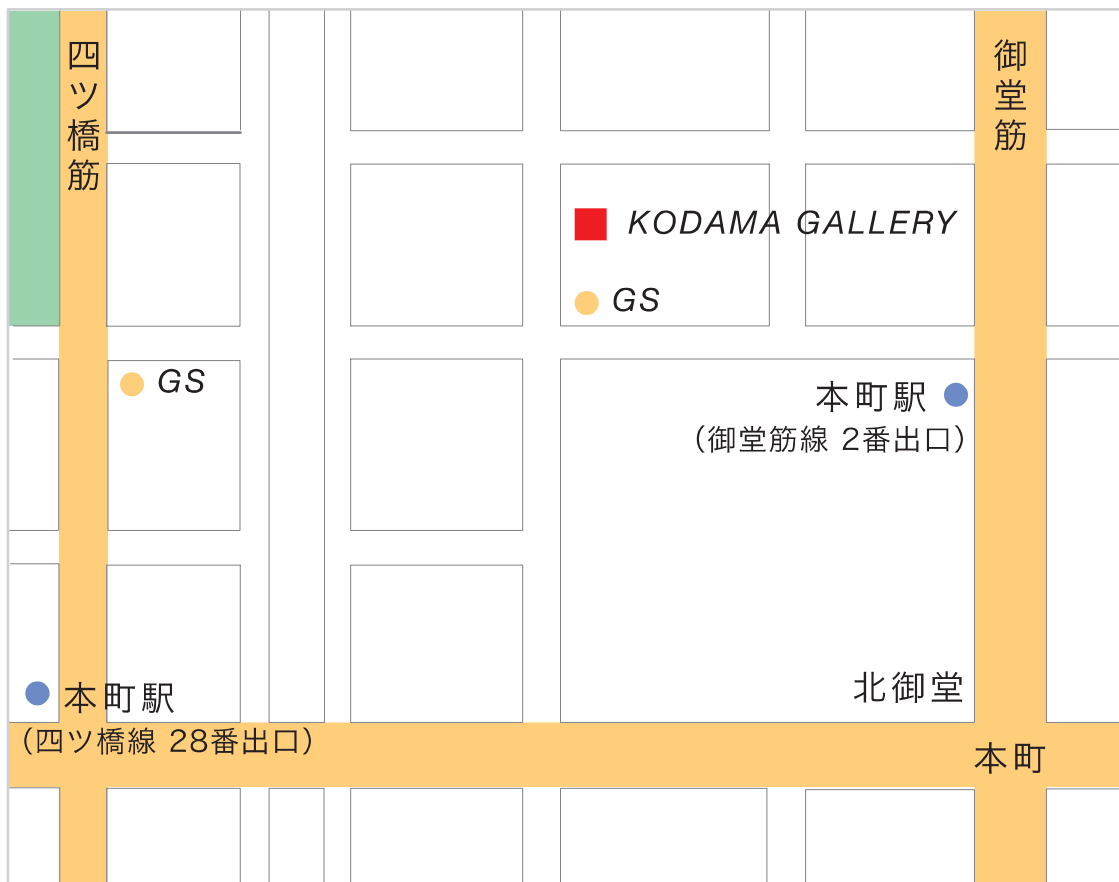 四ツ橋筋
御堂筋
KODAMA GALLERY
GS
GS
本町駅
（御堂筋線 2番出口）
北御堂
本町駅
（四ツ橋線 28番出口）
本町